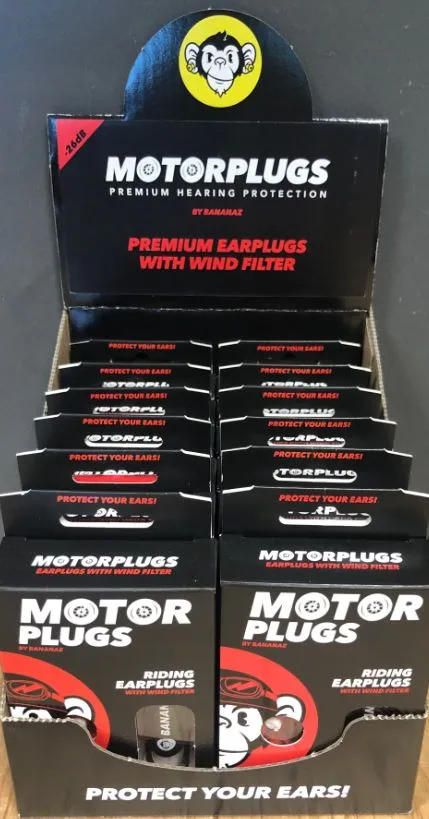 -26dB
MOTORPLUGS
PREMIUM HEARING PROTECTION
BY BANANAZ
PREMIUM EARPLUGS
WITH WIND FILTER
PROTECT YOUR EARS!
PROTECT YOUR EARS!
PROTECT YOUR EARS!
PROTECT YOUR EARS!
PROTECT YOUR EARS!
PROTECT YOUR EARS!
PROTECT YOUR EARS!
PROTECT YOUR EARS!
PROTECT YOUR EARS!
PROTECT YOUR EARS!
PROTECT YOUR EARS!
PROTECT YOUR EARS!
MOTORPLUGS
EARPLUGS WITH WIND FILTER
MOTORPLUGS
EARPLUGS WITH WIND FILTER
MOTOR
PLUGS
BY BANANAZ
RIDING
EARPLUGS
WITH WIND FILTER
BANAN
MOTOR
PLUGS
BY BANANAZ
RIDING
EARPLUGS
WITH WIND FILTER
PROTECT YOUR EARS!